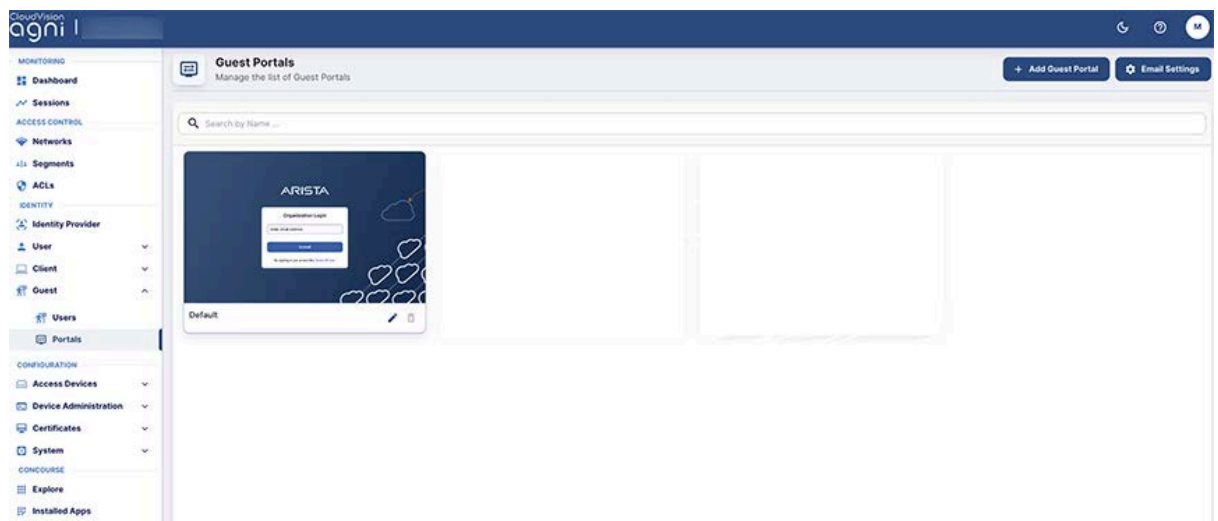 CloudVision
agni |
M
MONITORING
Dashboard
Sessions
ACCESS CONTROL
Networks
Segments
ACLs
IDENTITY
Identity Provider
User
Client
Guest
Users
Portals
CONFIGURATION
Access Devices
Device Administration
Certificates
System
CONCOURSE
Explore
Installed Apps
Guest Portals
Manage the list of Guest Portals
+ Add Guest Portal
Email Settings
Search by Name ...
ARISTA
Organization Login
Default